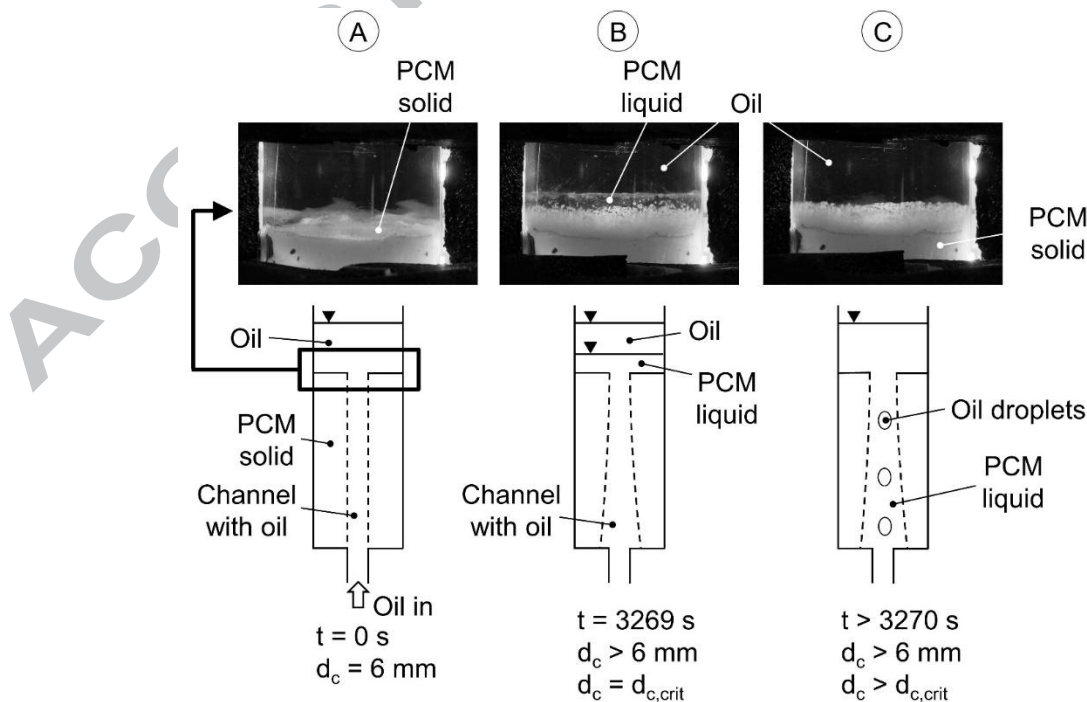 A
B
C
PCM
solid
PCM
liquid
Oil
PCM
solid
Oil
PCM
solid
Channel
with oil
Oil in
t = 0 s
d_c = 6 mm
Oil
PCM
liquid
Channel
with oil
t = 3269 s
d_c > 6 mm
d_c = d_c,crit
Oil droplets
PCM
liquid
t > 3270 s
d_c > 6 mm
d_c > d_c,crit